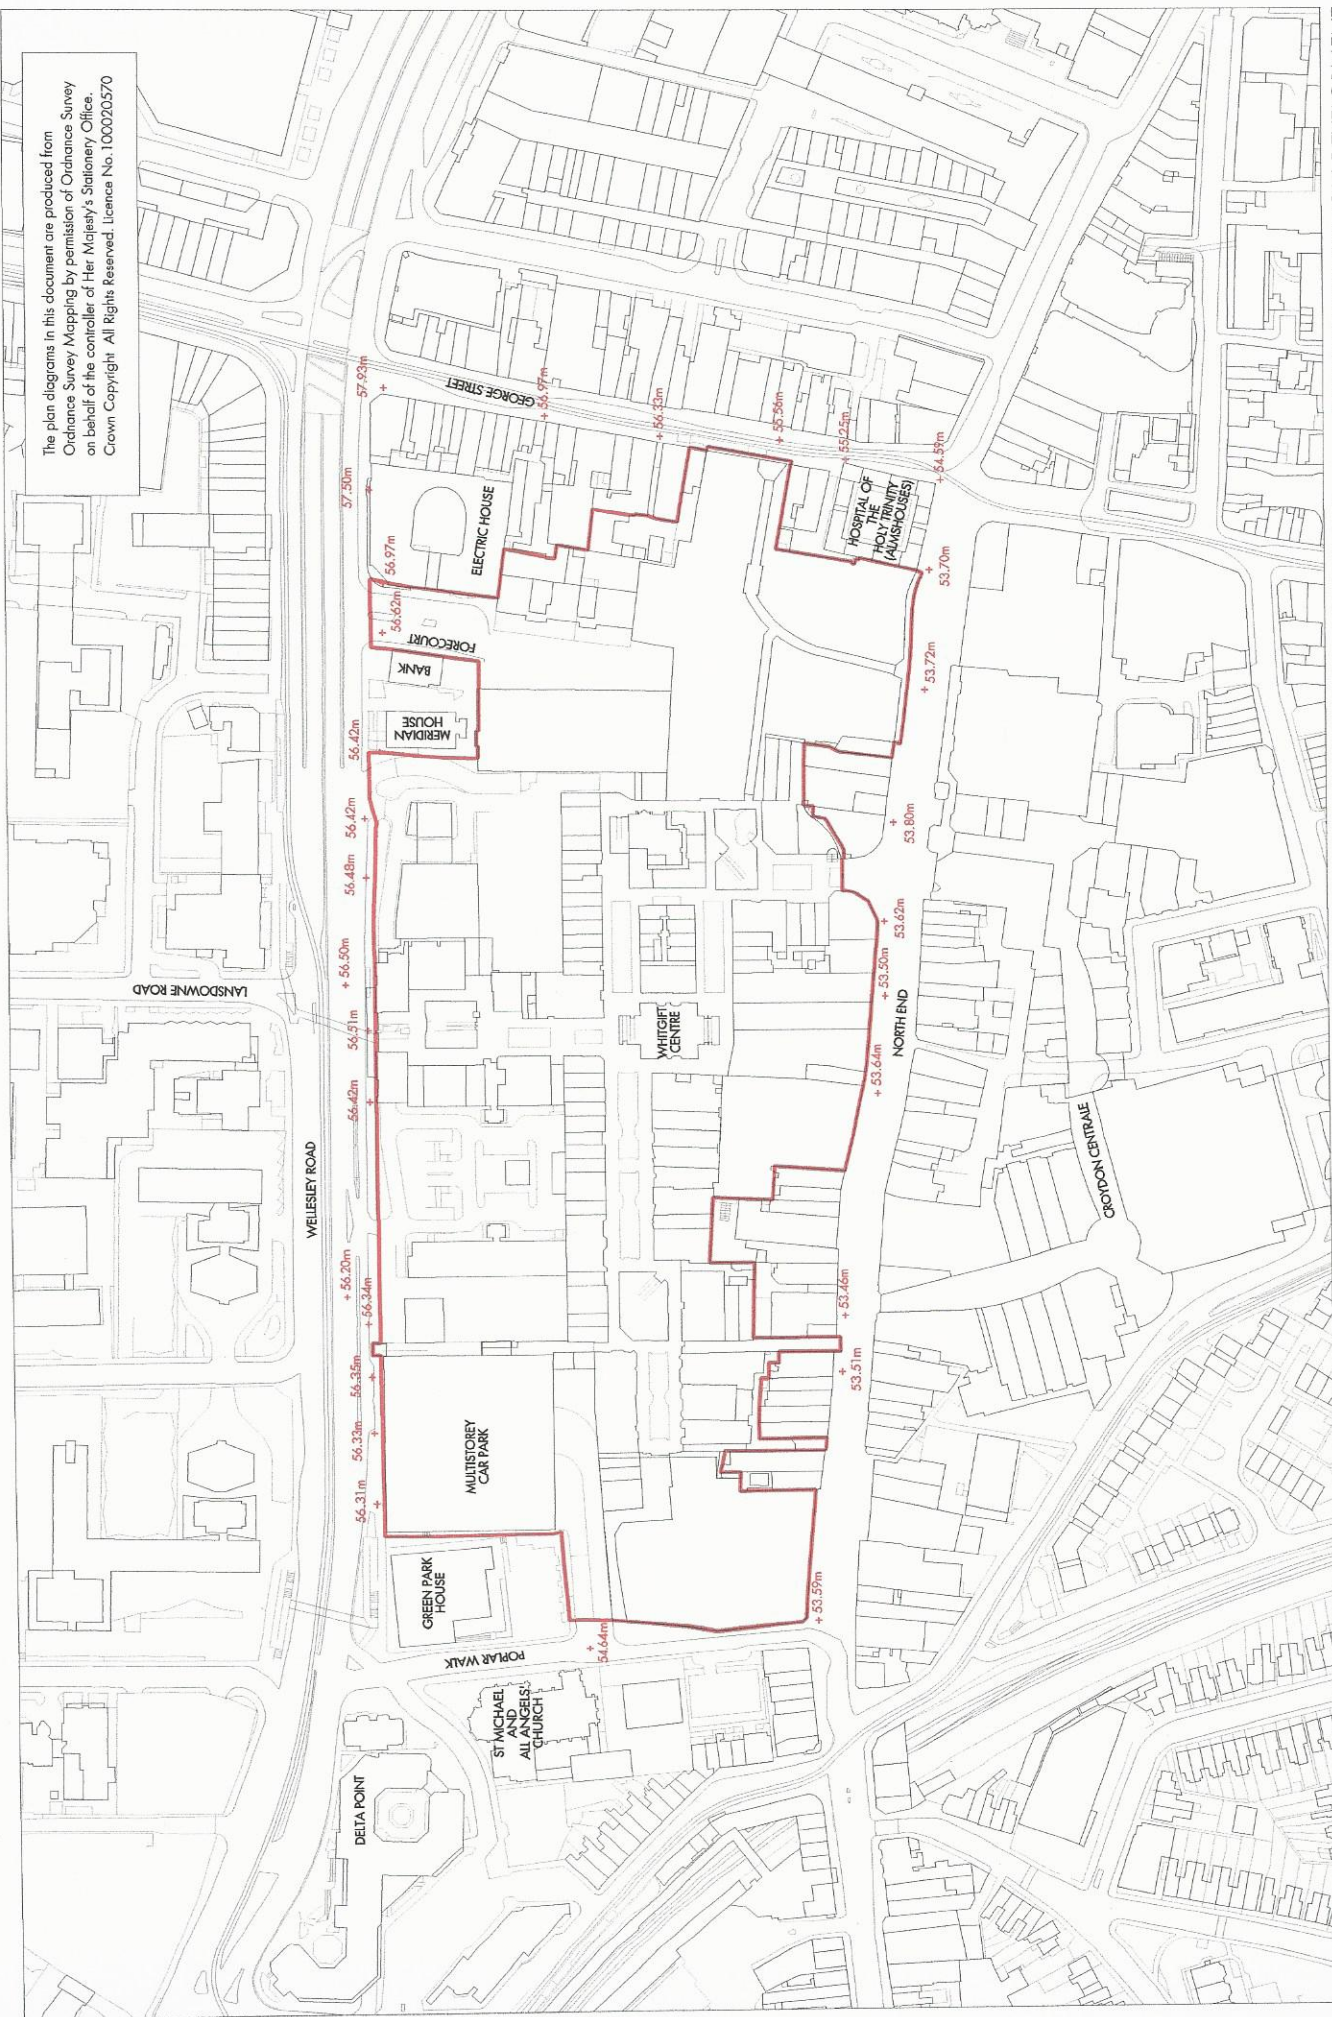 The plan diagrams in this document are produced from
Ordnance Survey Mapping by permission of Ordnance Survey
on behalf of the controller of Her Majesty's Stationery Office.
Crown Copyright All Rights Reserved. Licence No.100020570
57.93m
GEORGE STREET
56.97m
56.33m
55.56m
55.25m
54.59m
57.50m
56.97m
ELECTRIC HOUSE
HOSPITAL OF
THE
HOLY TRINITY
(ALMSHOUSES)
53.70m
56.62m
FORECOURT
BANK
MERIDIAN
HOUSE
53.72m
56.42m
56.42m
53.80m
56.48m
53.62m
56.50m
53.50m
LANSDOWNE ROAD
56.51m
WHITGIFT
CENTRE
NORTH END
53.64m
56.42m
WELLESLEY ROAD
CROYDON CENTRALE
56.20m
56.34m
53.46m
56.35m
53.51m
56.33m
MULTISTOREY
CAR PARK
56.31m
GREEN PARK
HOUSE
53.59m
54.64m
POPLAR WALK
ST MICHAEL
AND
ALL ANGELS'
CHURCH
DELTA POINT